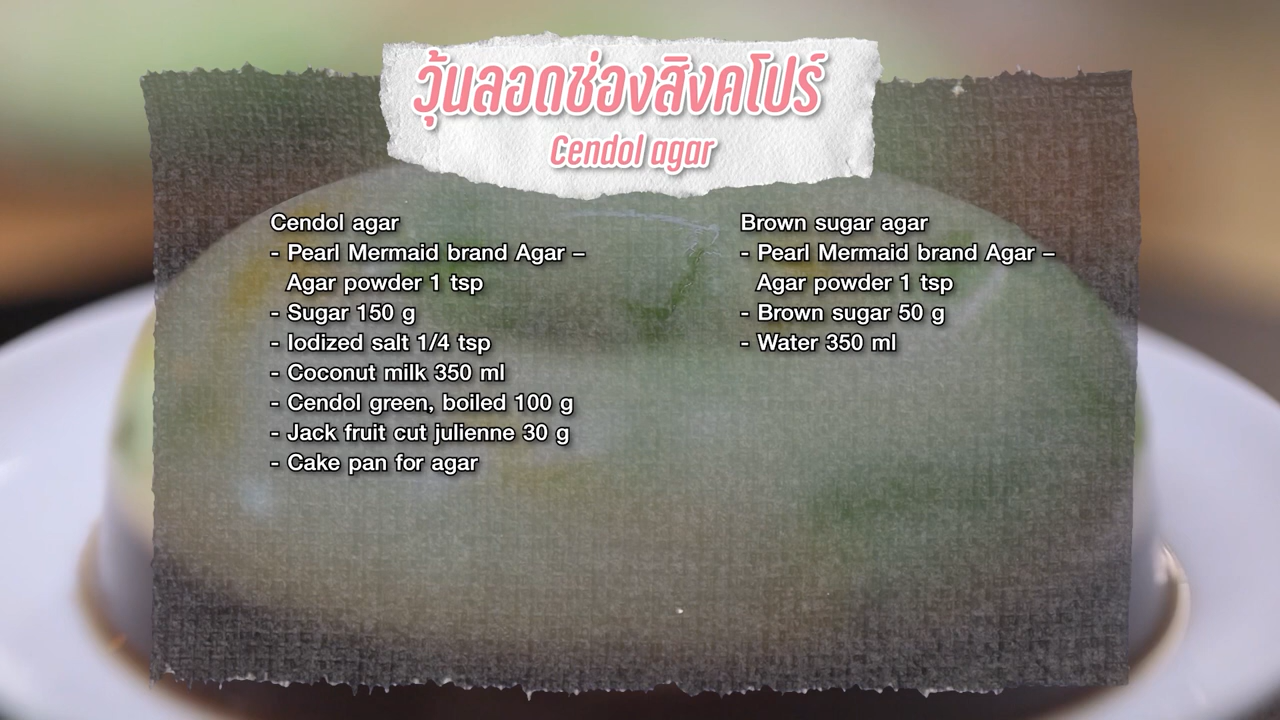 วุ้นลอดช่องสิงคโปร์
Cendol agar
Cendol agar
- Pearl Mermaid brand Agar –
Agar powder 1 tsp
- Sugar 150 g
- Iodized salt 1/4 tsp
- Coconut milk 350 ml
- Cendol green, boiled 100 g
- Jack fruit cut julienne 30 g
- Cake pan for agar
Brown sugar agar
- Pearl Mermaid brand Agar –
Agar powder 1 tsp
- Brown sugar 50 g
- Water 350 ml